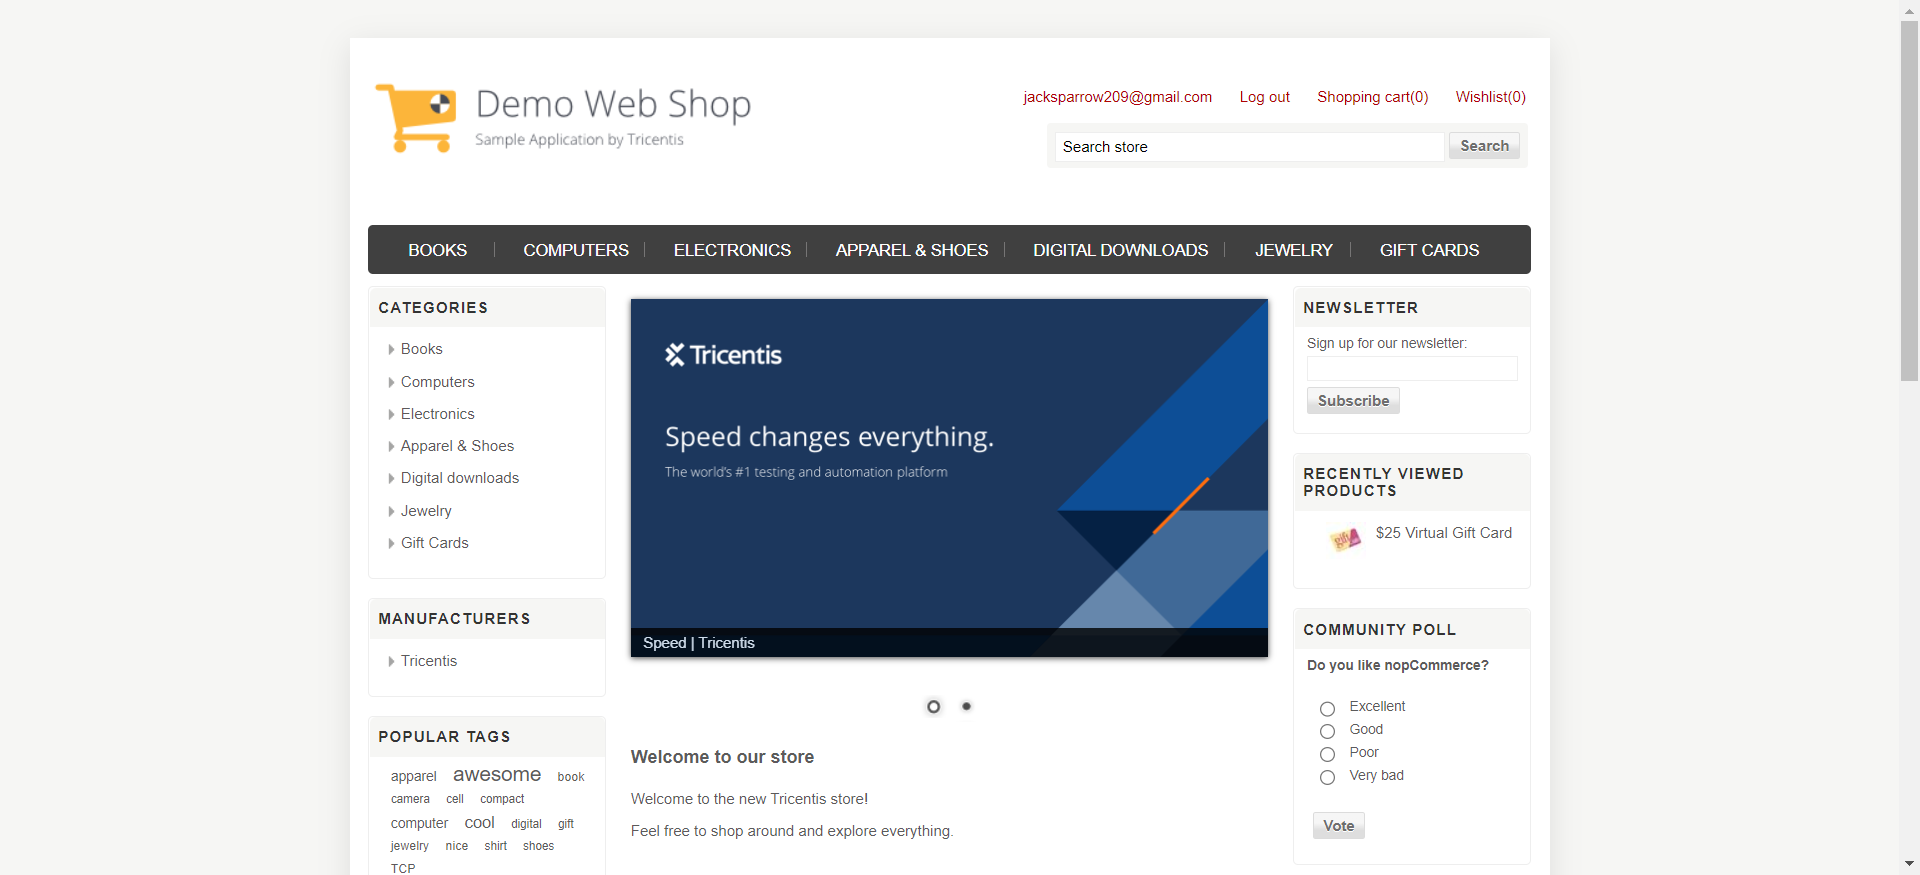 Demo Web Shop
Sample Application by Tricentis
jacksparrow209@gmail.com Log out Shopping cart(0) Wishlist(0)
Search store Search
BOOKS COMPUTERS ELECTRONICS APPAREL & SHOES DIGITAL DOWNLOADS JEWELRY GIFT CARDS
CATEGORIES
Books
Computers
Electronics
Apparel & Shoes
Digital downloads
Jewelry
Gift Cards
MANUFACTURERS
Tricentis
POPULAR TAGS
apparel awesome book
camera cell compact
computer cool digital gift
jewelry nice shirt shoes
TCP
Tricentis
Speed changes everything.
The world's #1 testing and automation platform
Speed | Tricentis
Welcome to our store
Welcome to the new Tricentis store!
Feel free to shop around and explore everything.
NEWSLETTER
Sign up for our newsletter:
Subscribe
RECENTLY VIEWED
PRODUCTS
gift
$25 Virtual Gift Card
COMMUNITY POLL
Do you like nopCommerce?
Excellent
Good
Poor
Very bad
Vote